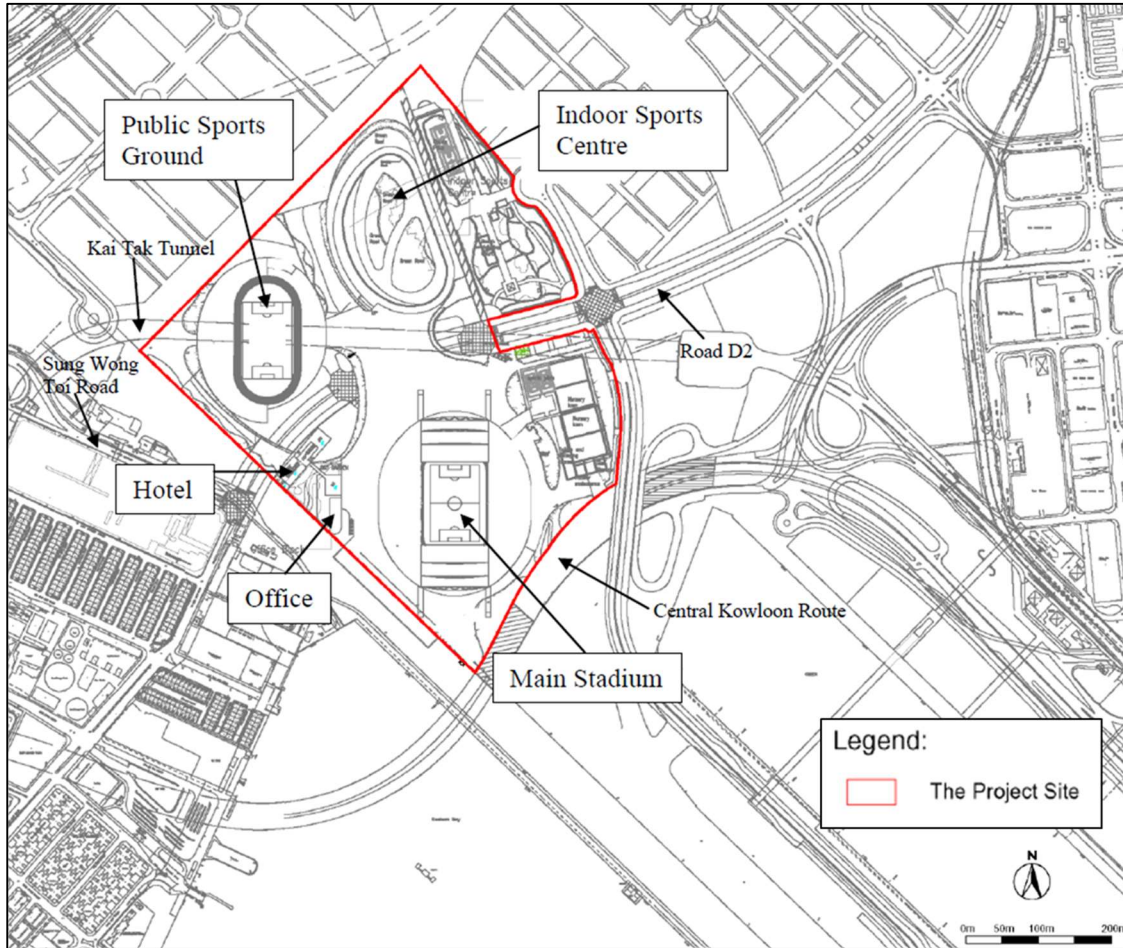 Public Sports
Ground
Indoor Sports
Centre
Kai Tak Tunnel
Sung Wong
Toi Road
Road D2
Hotel
Office
Central Kowloon Route
Main Stadium
Legend:
The Project Site
N
0m 50m 100m 200m